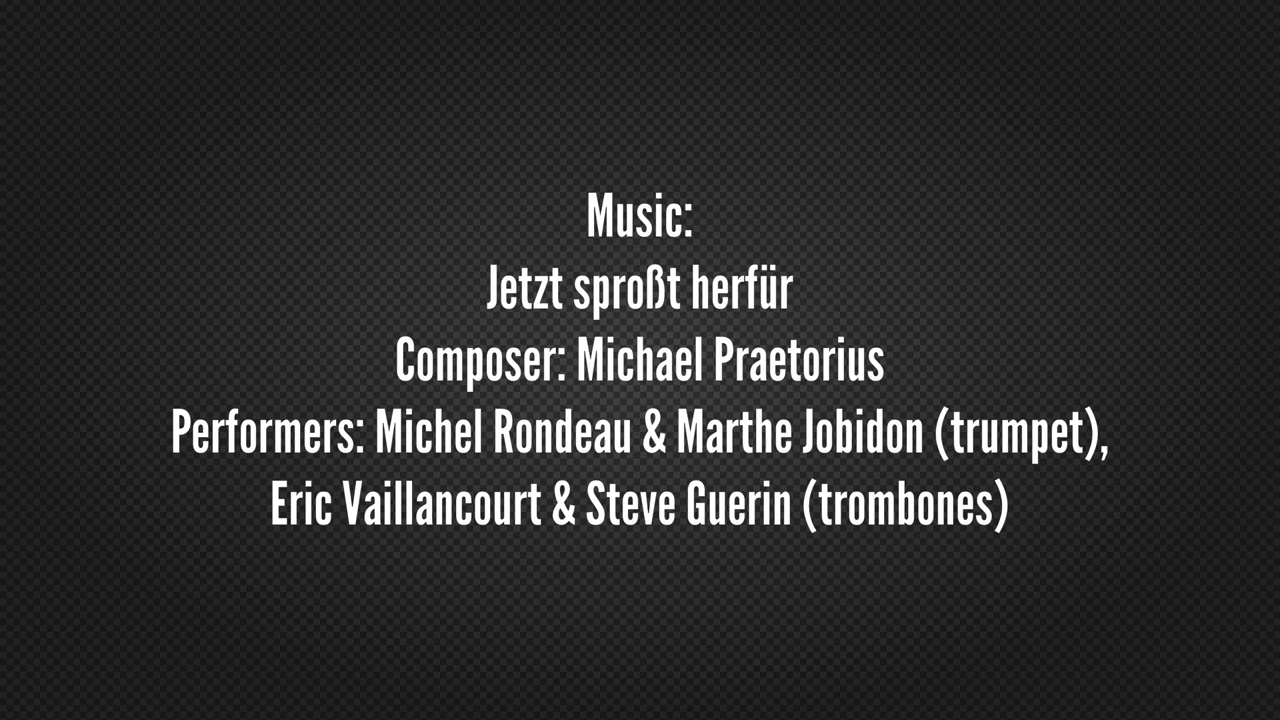 Music:
Jetzt sproßt herfür
Composer: Michael Praetorius
Performers: Michel Rondeau & Marthe Jobidon (trumpet),
Eric Vaillancourt & Steve Guerin (trombones)